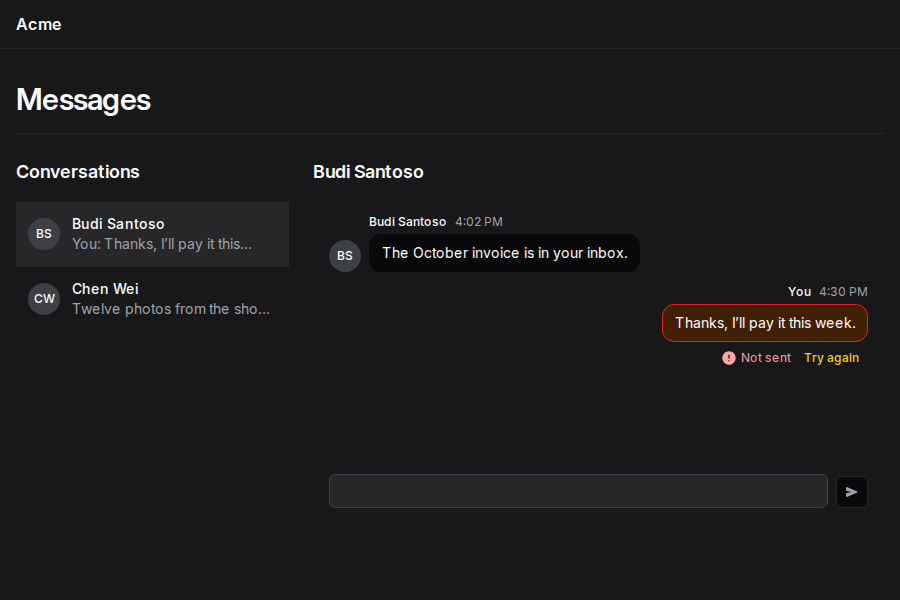 Acme
Messages
Conversations
BS
Budi Santoso
You: Thanks, I’ll pay it this…
CW
Chen Wei
Twelve photos from the sho…
Budi Santoso
Budi Santoso 4:02 PM
BS
The October invoice is in your inbox.
You 4:30 PM
Thanks, I’ll pay it this week.
Not sent Try again